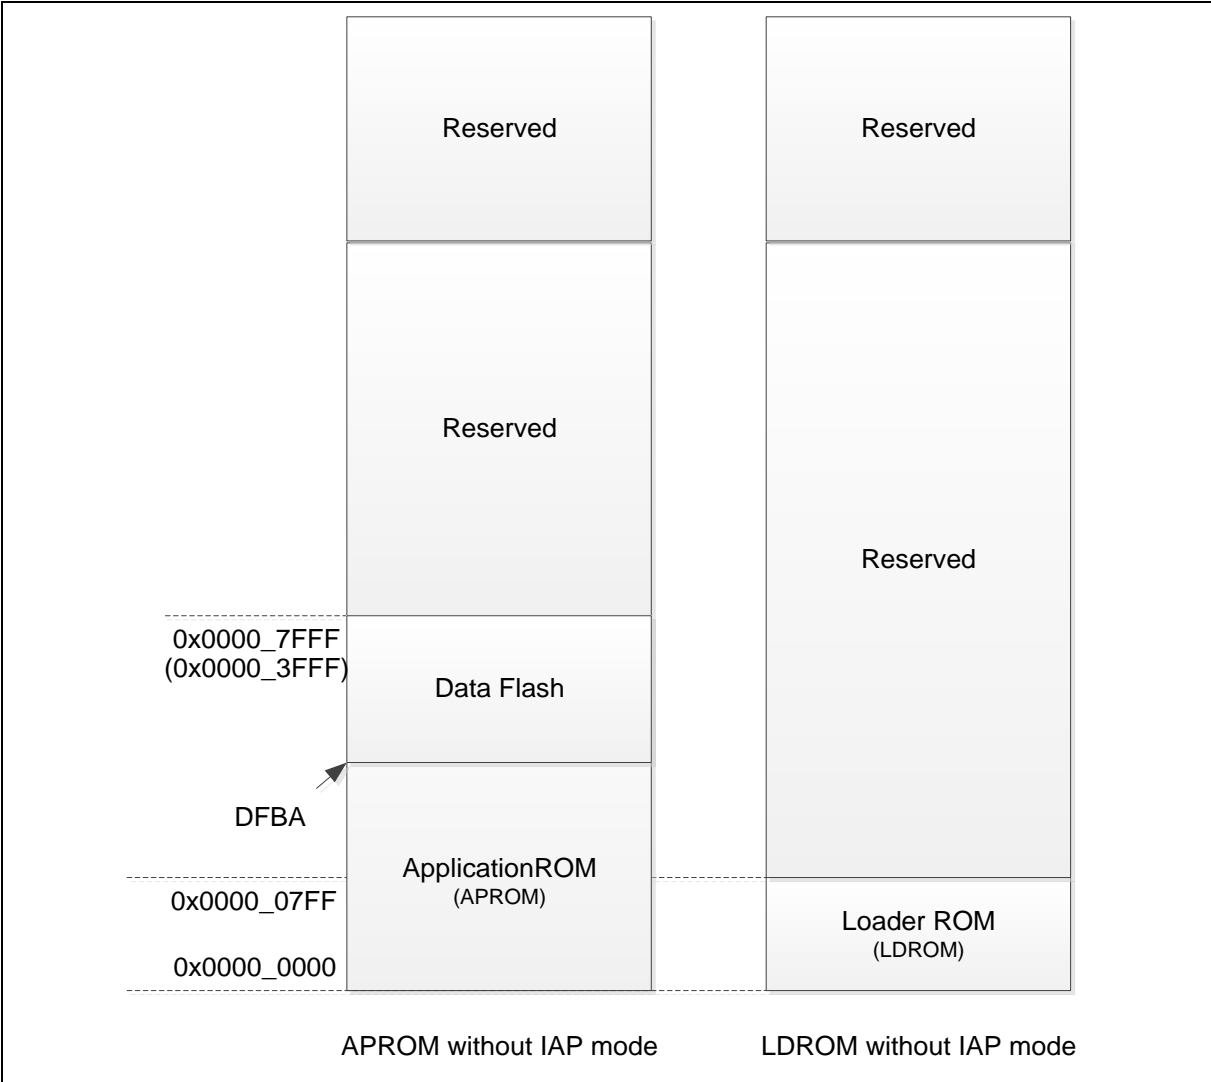 Reserved
Reserved
Reserved
Reserved
0x0000_7FFF
(0x0000_3FFF)
Data Flash
DFBA
ApplicationROM
(APROM)
0x0000_07FF
Loader ROM
(LDROM)
0x0000_0000
APROM without IAP mode
LDROM without IAP mode